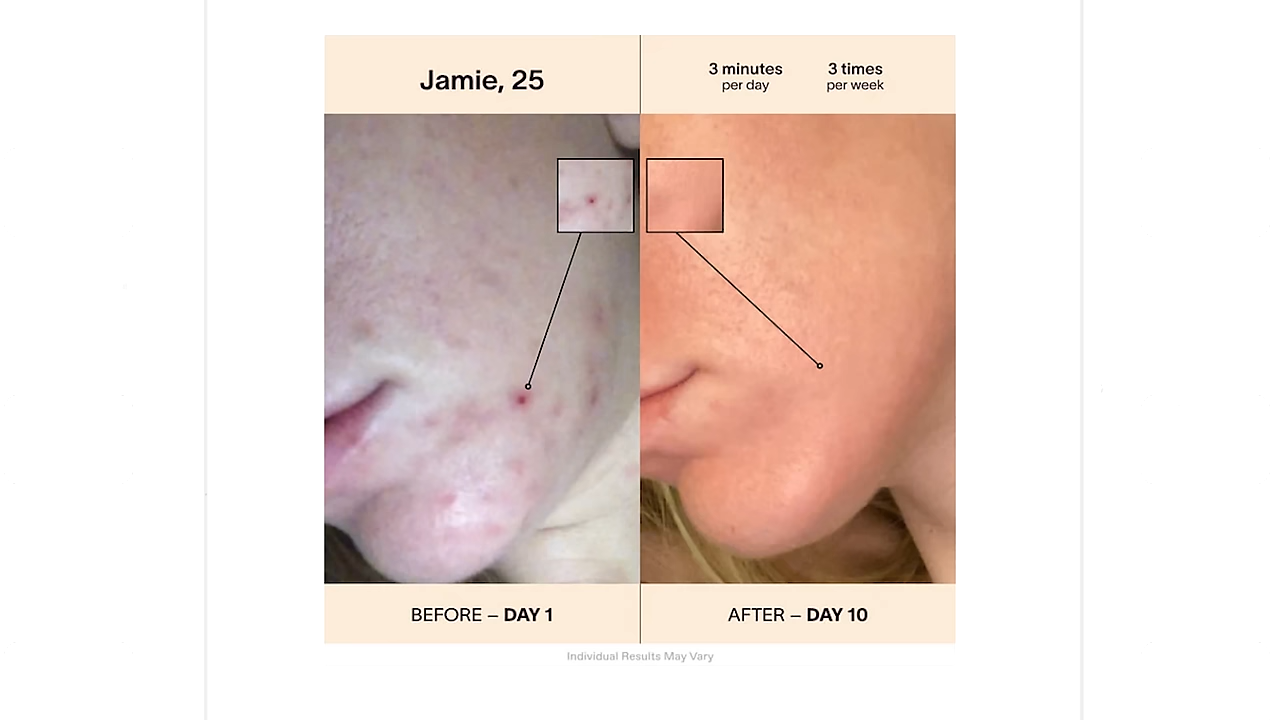 Jamie, 25
3 minutes
per day
3 times
per week
BEFORE – DAY 1
AFTER – DAY 10
Individual Results May Vary